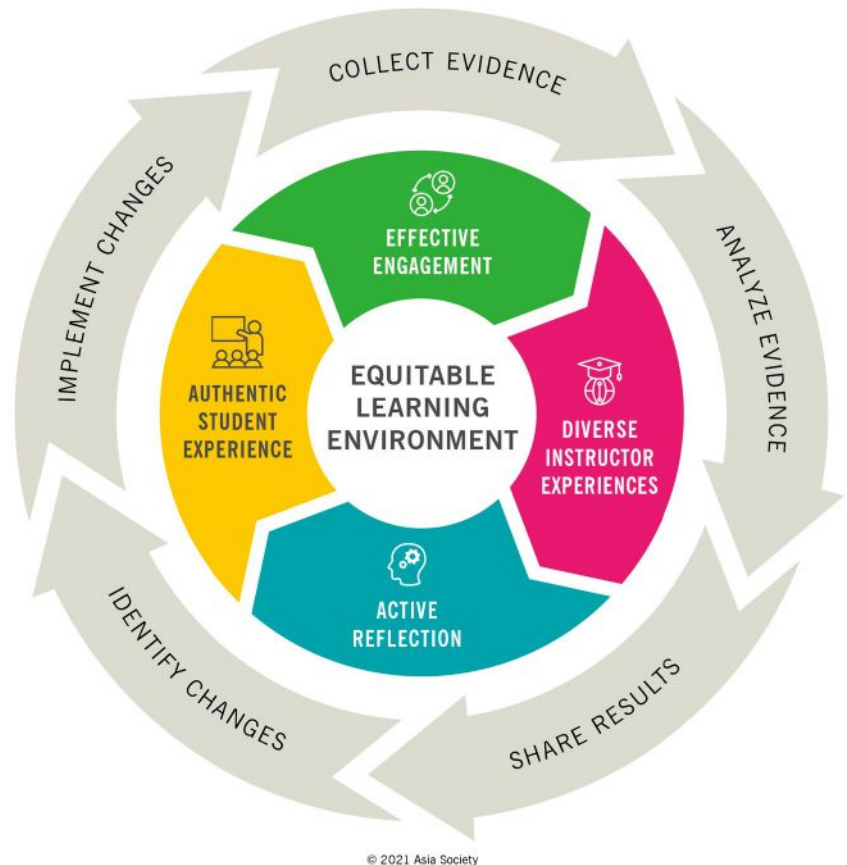 COLLECT EVIDENCE
ANALYZE EVIDENCE
SHARE RESULTS
IDENTIFY CHANGES
IMPLEMENT CHANGES
EFFECTIVE
ENGAGEMENT
DIVERSE
INSTRUCTOR
EXPERIENCES
ACTIVE
REFLECTION
AUTHENTIC
STUDENT
EXPERIENCE
EQUITABLE
LEARNING
ENVIRONMENT
© 2021 Asia Society